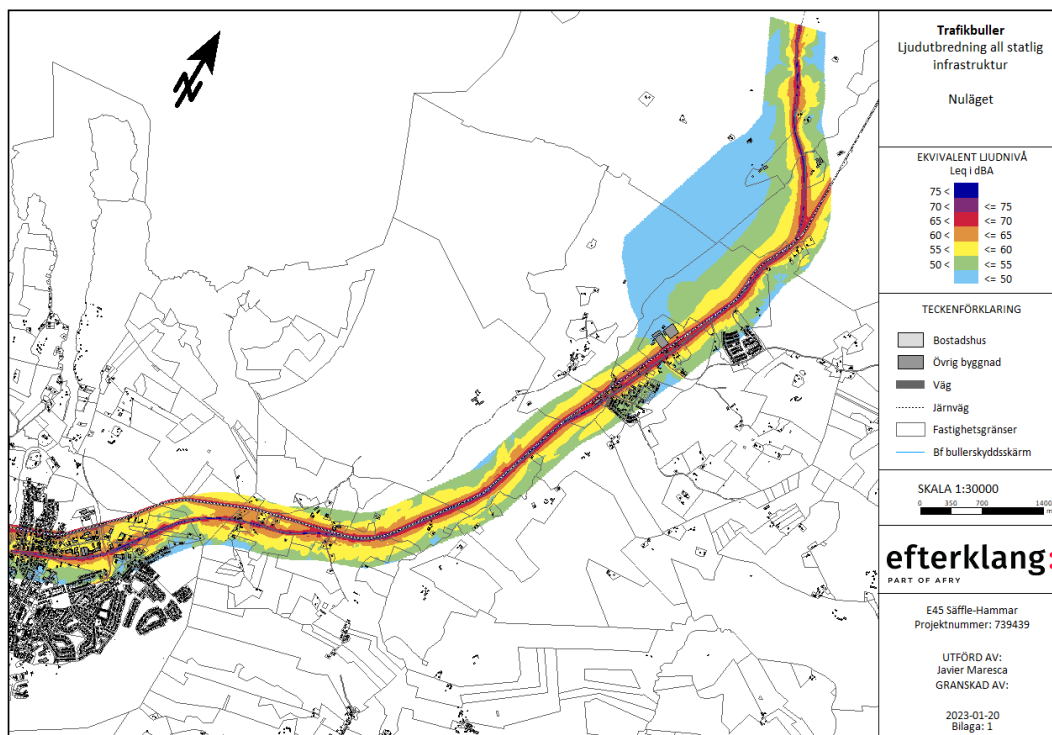 N
Trafikbuller
Ljudutbredning all statlig
infrastruktur
Nuläget
EKVIVALENT LJUDNIVÅ
Leq i dBA
75 <
70 < <= 75
65 < <= 70
60 < <= 65
55 < <= 60
50 < <= 55
<= 50
TECKENFÖRKLARING
Bostadshus
Övrig byggnad
Väg
Järnväg
Fastighetsgränser
Bf bullerskyddsskärm
SKALA 1:30000
0 350 700 1400
m
efterklang:
PART OF AFRY
E45 Säffle-Hammar
Projektnummer: 739439
UTFÖRD AV:
Javier Maresca
GRANSKAD AV:
2023-01-20
Bilaga: 1